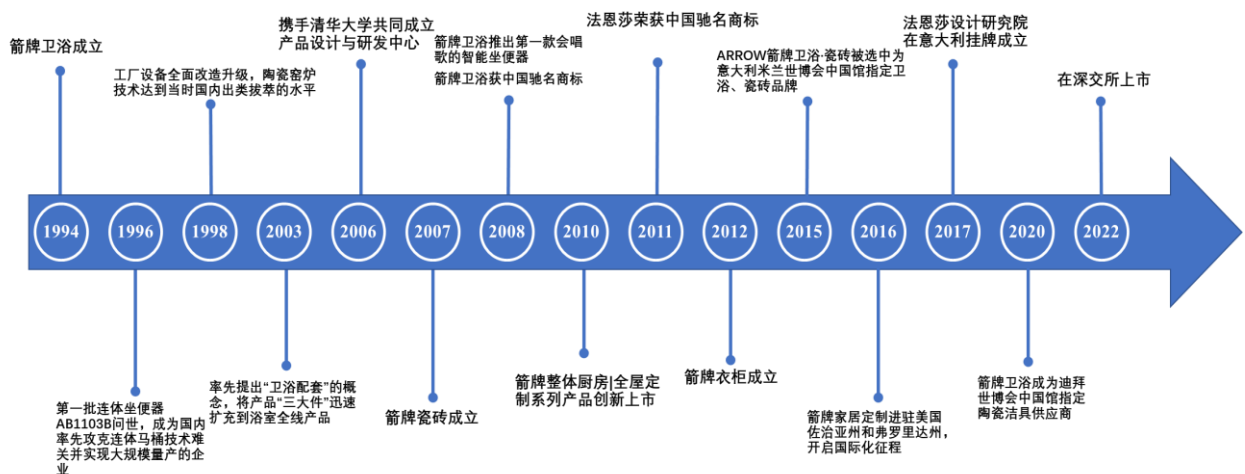 箭牌卫浴成立
工厂设备全面改造升级，陶瓷窑炉
技术达到当时国内出类拔萃的水平
携手清华大学共同成立
产品设计与研发中心
箭牌卫浴推出第一款会唱
歌的智能坐便器
箭牌卫浴获中国驰名商标
法恩莎荣获中国驰名商标
ARROW箭牌卫浴·瓷砖被选中为
意大利米兰世博会中国馆指定卫
浴、瓷砖品牌
法恩莎设计研究院
在意大利挂牌成立
在深交所上市
1994
1996
1998
2003
2006
2007
2008
2010
2011
2012
2015
2016
2017
2020
2022
第一批连体坐便器
AB1103B问世，成为国内
率先攻克连体马桶技术难
关并实现大规模量产的企
业
率先提出“卫浴配套”的概
念，将产品“三大件”迅速
扩充到浴室全线产品
箭牌瓷砖成立
箭牌整体厨房|全屋定
制系列产品创新上市
箭牌衣柜成立
箭牌家居定制进驻美国
佐治亚州和弗罗里达州，
开启国际化征程
箭牌卫浴成为迪拜
世博会中国馆指定
陶瓷洁具供应商